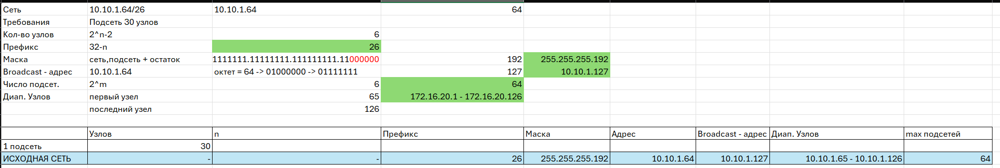 Сеть 10.10.1.64/26 10.10.1.64 64
Требования Подсеть 30 узлов
Кол-во узлов 2^n-2 6
Префикс 32-n 26
Маска сеть,подсеть + остаток 1111111.11111111.111111111.11000000 192 255.255.255.192
Broadcast - адрес 10.10.1.64 октет = 64 -> 01000000 -> 01111111 127 10.10.1.127
Число подсет. 2^m 6 64
Диап. Узлов первый узел 65 172.16.20.1 - 172.16.20.126
последний узел 126
Узлов n Префикс Маска Адрес Broadcast - адрес Диап. Узлов max подсетей
1 подсеть 30
ИСХОДНАЯ СЕТЬ - - 26 255.255.255.192 10.10.1.64 10.10.1.127 10.10.1.65 - 10.10.1.126 64